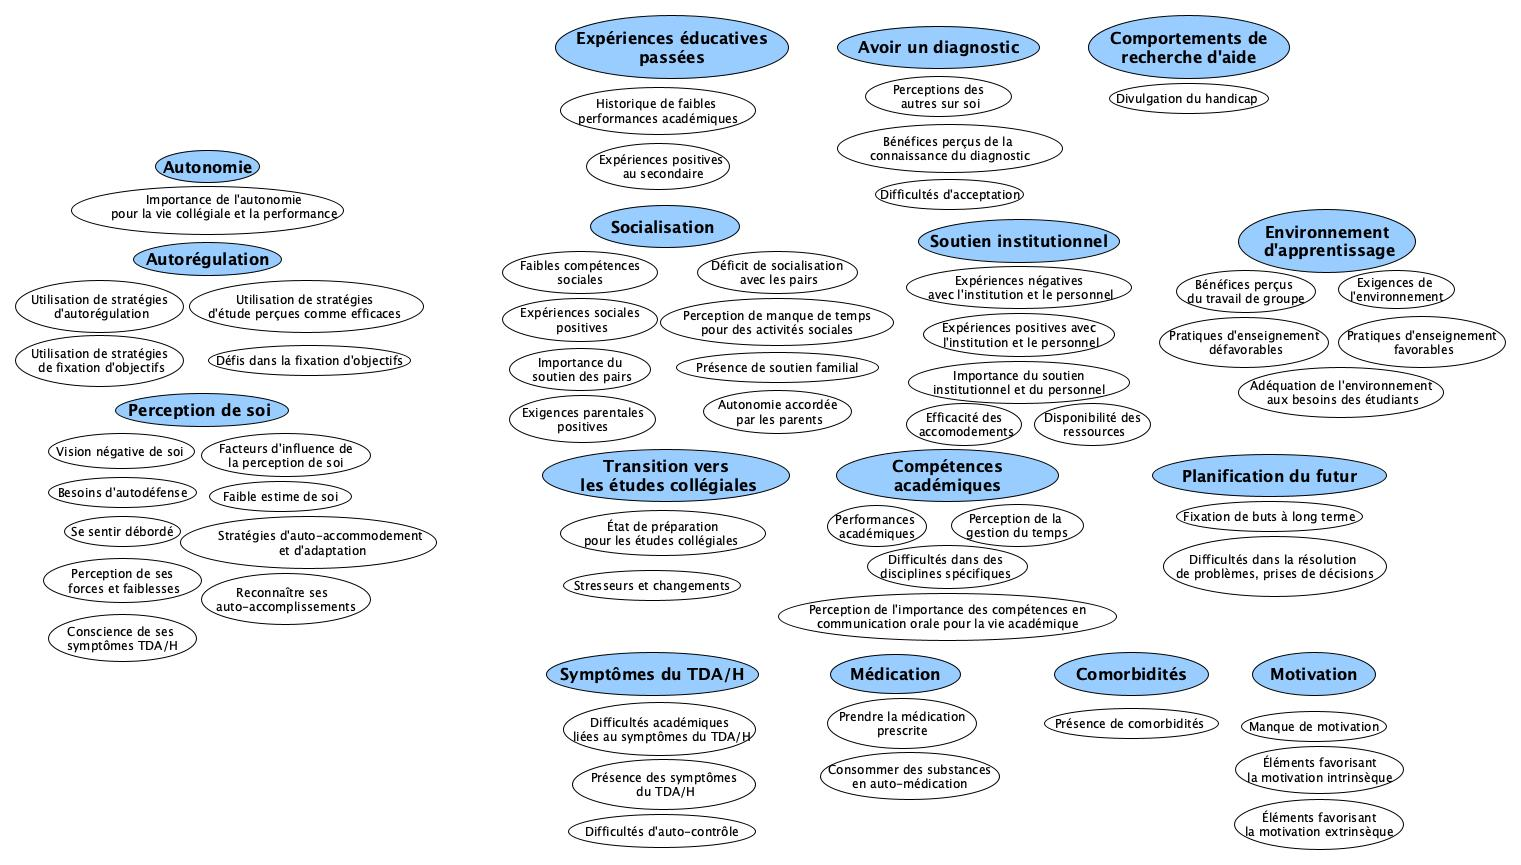 Expériences éducatives
passées
Historique de faibles
performances académiques
Expériences positives
au secondaire
Avoir un diagnostic
Perceptions des
autres sur soi
Bénéfices perçus de la
connaissance du diagnostic
Difficultés d'acceptation
Comportements de
recherche d'aide
Divulgation du handicap
Autonomie
Importance de l'autonomie
pour la vie collégiale et la performance
Autorégulation
Utilisation de stratégies
d'autorégulation
Utilisation de stratégies
d'étude perçues comme efficaces
Utilisation de stratégies
de fixation d'objectifs
Défis dans la fixation d'objectifs
Perception de soi
Vision négative de soi
Facteurs d'influence de
la perception de soi
Besoins d'autodéfense
Faible estime de soi
Se sentir débordé
Stratégies d'auto-accommodement
et d'adaptation
Perception de ses
forces et faiblesses
Reconnaître ses
auto-accomplissements
Conscience de ses
symptômes TDA/H
Socialisation
Faibles compétences
sociales
Déficit de socialisation
avec les pairs
Expériences sociales
positives
Perception de manque de temps
pour des activités sociales
Importance du
soutien des pairs
Présence de soutien familial
Exigences parentales
positives
Autonomie accordée
par les parents
Soutien institutionnel
Expériences négatives
avec l'institution et le personnel
Expériences positives avec
l'institution et le personnel
Importance du soutien
institutionnel et du personnel
Efficacité des
accomodements
Disponibilité des
ressources
Environnement
d'apprentissage
Bénéfices perçus
du travail de groupe
Exigences de
l'environnement
Pratiques d'enseignement
défavorables
Pratiques d'enseignement
favorables
Adéquation de l'environnement
aux besoins des étudiants
Transition vers
les études collégiales
État de préparation
pour les études collégiales
Stresseurs et changements
Compétences
académiques
Performances
académiques
Perception de la
gestion du temps
Difficultés dans des
disciplines spécifiques
Perception de l'importance des compétences en
communication orale pour la vie académique
Planification du futur
Fixation de buts à long terme
Difficultés dans la résolution
de problèmes, prises de décisions
Symptômes du TDA/H
Difficultés académiques
liées au symptômes du TDA/H
Présence des symptômes
du TDA/H
Difficultés d'auto-contrôle
Médication
Prendre la médication
prescrite
Consommer des substances
en auto-médication
Comorbidités
Présence de comorbidités
Motivation
Manque de motivation
Éléments favorisant
la motivation intrinsèque
Éléments favorisant
la motivation extrinsèque